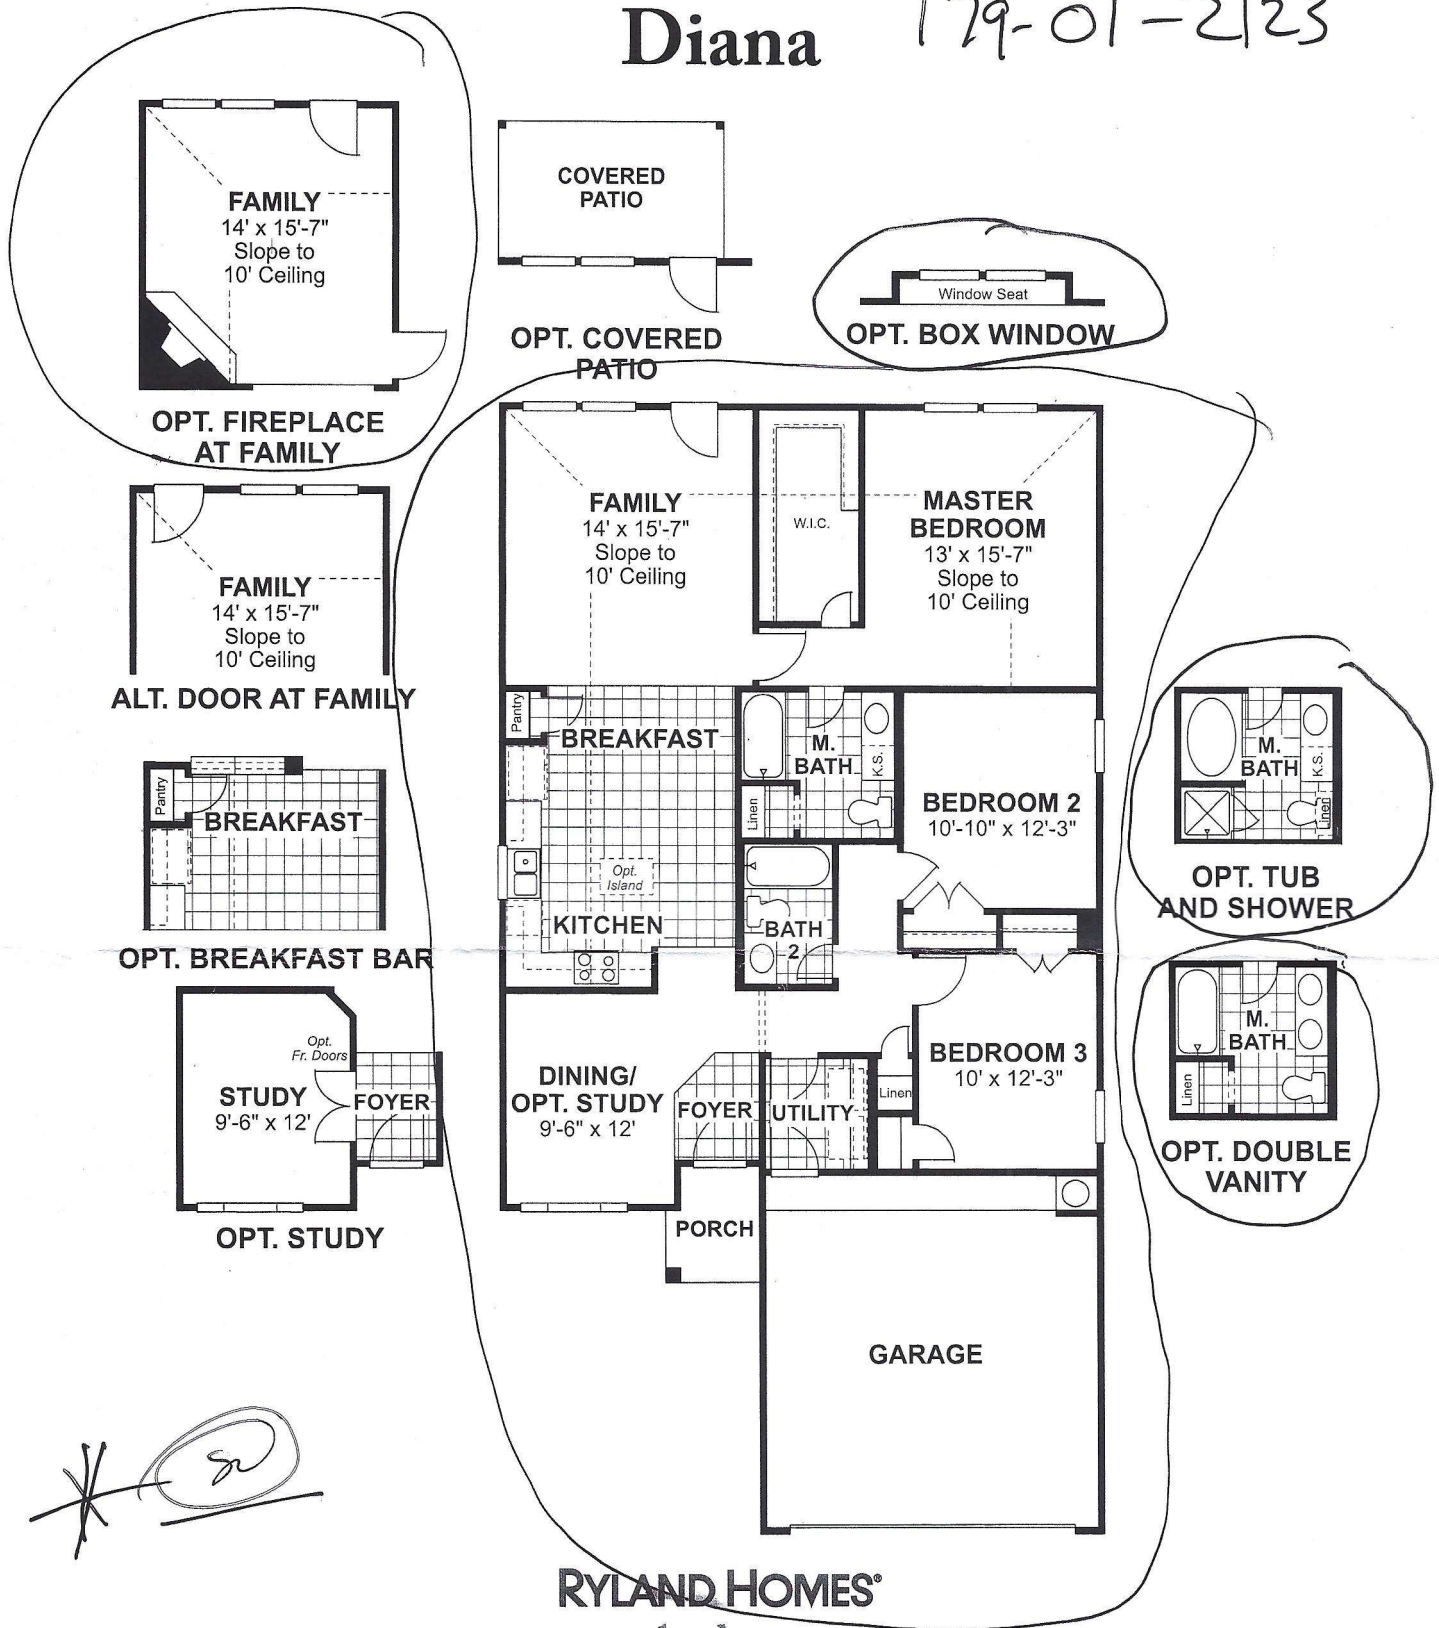 Diana
179-01-2123
FAMILY
14' x 15'-7"
Slope to
10' Ceiling
OPT. FIREPLACE
AT FAMILY
COVERED
PATIO
OPT. COVERED
PATIO
Window Seat
OPT. BOX WINDOW
FAMILY
14' x 15'-7"
Slope to
10' Ceiling
ALT. DOOR AT FAMILY
FAMILY
14' x 15'-7"
Slope to
10' Ceiling
W.I.C.
MASTER
BEDROOM
13' x 15'-7"
Slope to
10' Ceiling
Pantry
BREAKFAST
OPT. BREAKFAST BAR
Pantry
BREAKFAST
M.
BATH
K.S.
Linen
BEDROOM 2
10'-10" x 12'-3"
Opt.
Island
KITCHEN
BATH
2
M.
BATH
K.S.
Linen
OPT. TUB
AND SHOWER
M.
BATH
Linen
OPT. DOUBLE
VANITY
Opt.
Fr. Doors
STUDY
9'-6" x 12'
FOYER
OPT. STUDY
DINING/
OPT. STUDY
9'-6" x 12'
FOYER
UTILITY
Linen
BEDROOM 3
10' x 12'-3"
PORCH
GARAGE
RYLAND HOMES®